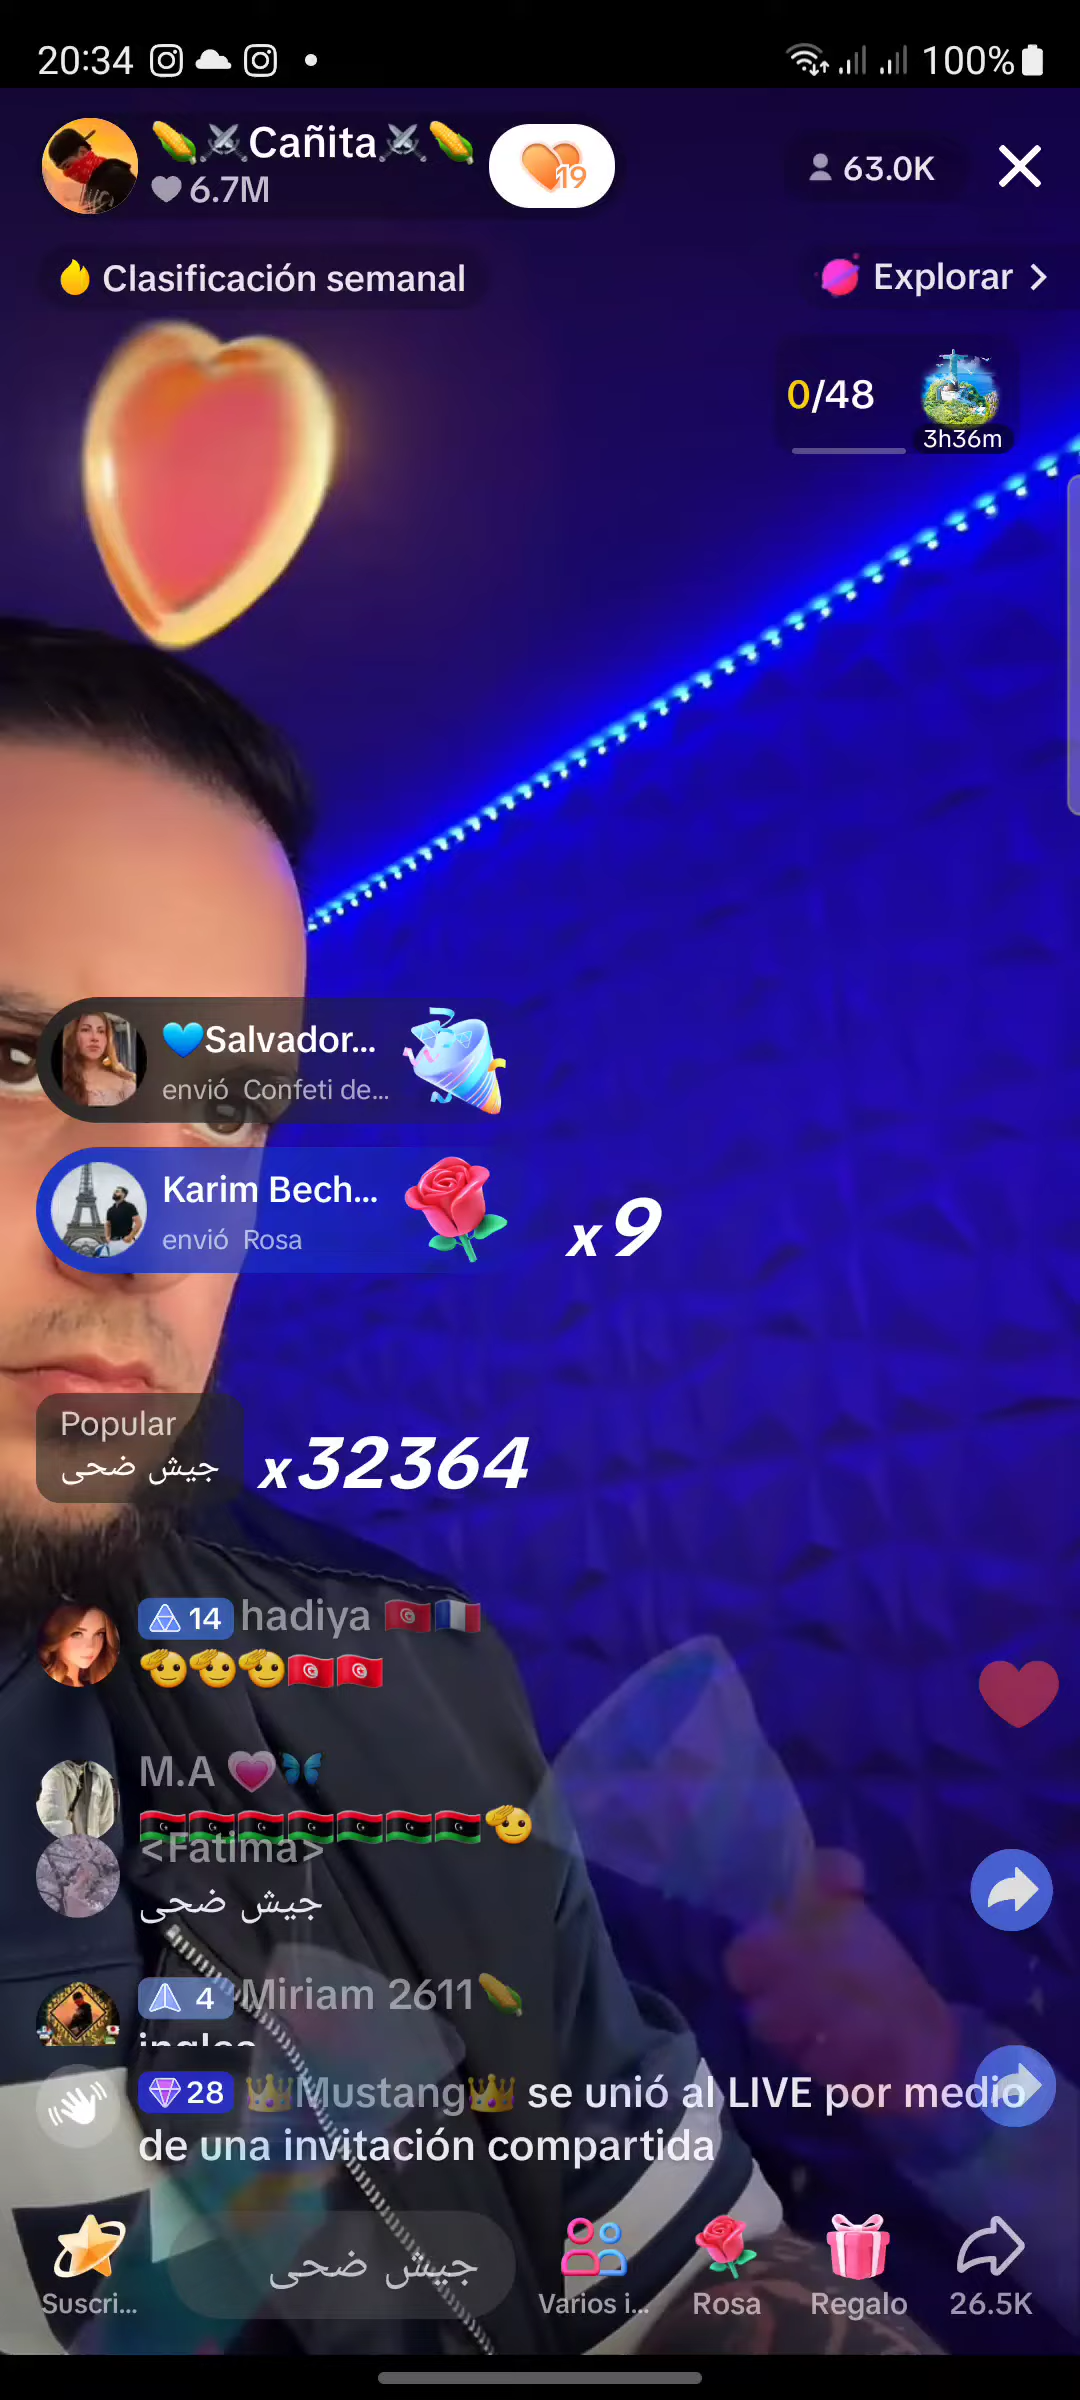 20:34
100%
🌽⚔️Cañita⚔️🌽
6.7M
19
63.0K
Clasificación semanal
Explorar
0/48
3h36m
💙Salvador...
envió Confeti de...
Karim Bech...
envió Rosa
x9
Popular
جيش ضحى
x32364
14 hadiya 🇹🇳🇫🇷
🫡🫡🫡🇹🇳🇹🇳
M.A 💗🦋
🇱🇾🇱🇾🇱🇾🇱🇾🇱🇾🇱🇾🇱🇾🫡
<Fatima>
جيش ضحى
4 Miriam 2611🌽
28 👑Mustang👑 se unió al LIVE por medio
de una invitación compartida
جيش ضحى
Suscri...
Varios i...
Rosa
Regalo
26.5K